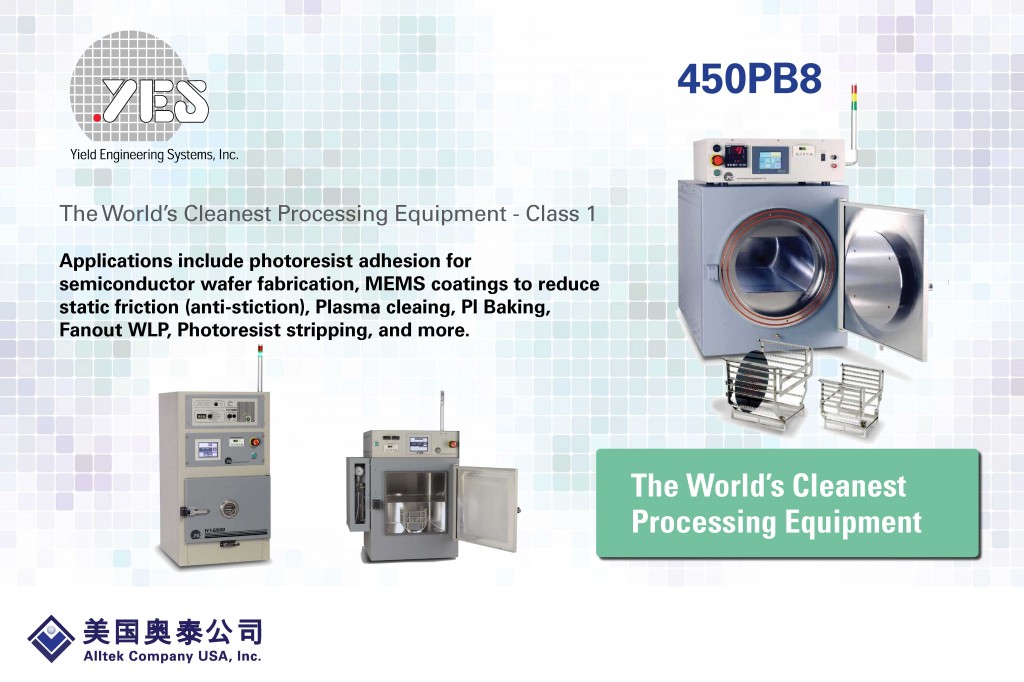 .YES
Yield Engineering Systems, Inc.
450PB8
The World's Cleanest Processing Equipment - Class 1
Applications include photoresist adhesion for
semiconductor wafer fabrication, MEMS coatings to reduce
static friction (anti-stiction), Plasma cleaing, PI Baking,
Fanout WLP, Photoresist stripping, and more.
The World's Cleanest
Processing Equipment
美国奥泰公司
Alltek Company USA, Inc.